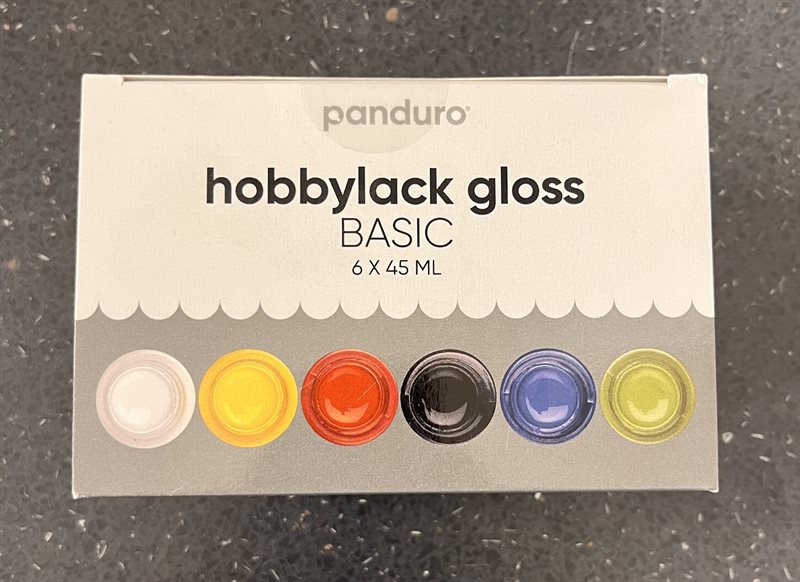 panduro®
hobbylack gloss
BASIC
6 X 45 ML